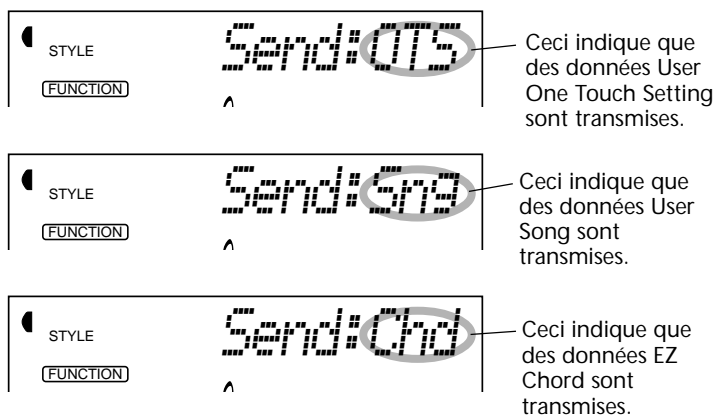 STYLE
FUNCTION
Send:OTS
Ceci indique que
des données User
One Touch Setting
sont transmises.
STYLE
FUNCTION
Send:Sng
Ceci indique que
des données User
Song sont
transmises.
STYLE
FUNCTION
Send:Chd
Ceci indique que
des données EZ
Chord sont
transmises.